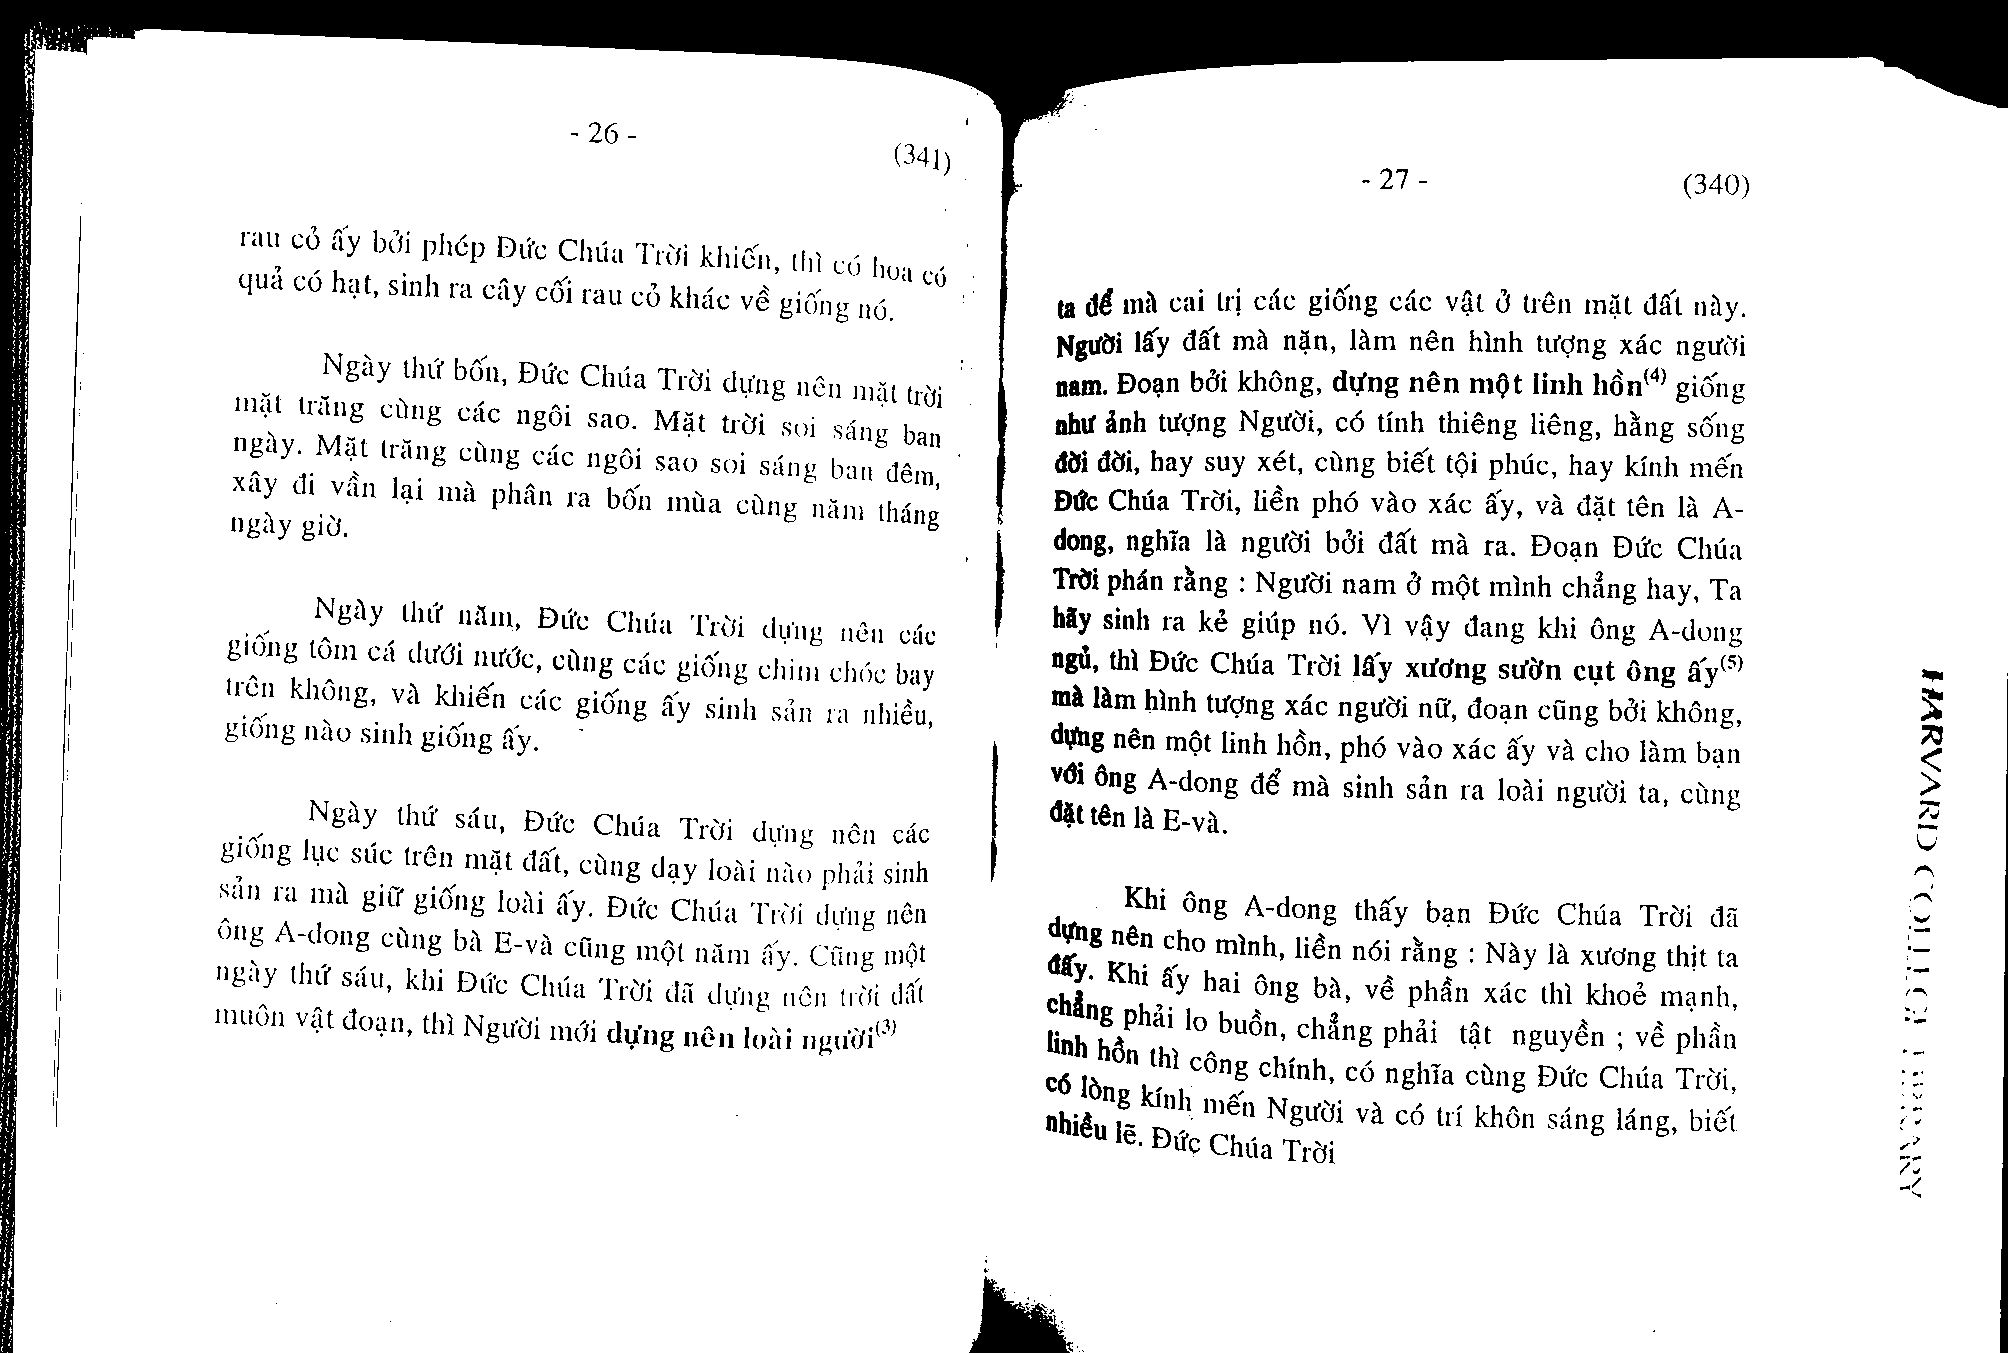 - 26 -
(341)
rau cỏ ấy bởi phép Đức Chúa Trời khiến, thì có hoa có
quả có hạt, sinh ra cây cối rau cỏ khác về giống nó.
Ngày thứ bốn, Đức Chúa Trời dựng nên mặt trời
mặt trăng cùng các ngôi sao. Mặt trời soi sáng ban
ngày. Mặt trăng cùng các ngôi sao soi sáng ban đêm,
xây đi vần lại mà phân ra bốn mùa cùng năm tháng
ngày giờ.
Ngày thứ năm, Đức Chúa Trời dựng nên các
giống tôm cá dưới nước, cùng các giống chim chóc bay
trên không, và khiến các giống ấy sinh sản ra nhiều,
giống nào sinh giống ấy.
Ngày thứ sáu, Đức Chúa Trời dựng nên các
giống lục súc trên mặt đất, cùng dạy loài nào phải sinh
sản ra mà giữ giống loài ấy. Đức Chúa Trời dựng nên
ông A-dong cùng bà E-và cũng một năm ấy. Cũng một
ngày thứ sáu, khi Đức Chúa Trời đã dựng nên trời đất
muôn vật đoạn, thì Người mới dựng nên loài người(3)
- 27 -
(340)
ta để mà cai trị các giống các vật ở trên mặt đất này.
Người lấy đất mà nặn, làm nên hình tượng xác người
nam. Đoạn bởi không, dựng nên một linh hồn(4) giống
như ảnh tượng Người, có tính thiêng liêng, hằng sống
đời đời, hay suy xét, cùng biết tội phúc, hay kính mến
Đức Chúa Trời, liền phó vào xác ấy, và đặt tên là A-
dong, nghĩa là người bởi đất mà ra. Đoạn Đức Chúa
Trời phán rằng : Người nam ở một mình chẳng hay, Ta
hãy sinh ra kẻ giúp nó. Vì vậy đang khi ông A-dong
ngủ, thì Đức Chúa Trời lấy xương sườn cụt ông ấy(5)
mà làm hình tượng xác người nữ, đoạn cũng bởi không,
dựng nên một linh hồn, phó vào xác ấy và cho làm bạn
với ông A-dong để mà sinh sản ra loài người ta, cùng
đặt tên là E-và.
Khi ông A-dong thấy bạn Đức Chúa Trời đã
dựng nên cho mình, liền nói rằng : Này là xương thịt ta
đấy. Khi ấy hai ông bà, về phần xác thì khoẻ mạnh,
chẳng phải lo buồn, chẳng phải tật nguyền ; về phần
linh hồn thì công chính, có nghĩa cùng Đức Chúa Trời,
có lòng kính mến Người và có trí khôn sáng láng, biết
nhiều lẽ. Đức Chúa Trời
HARVARD COLLEGE LIBRARY